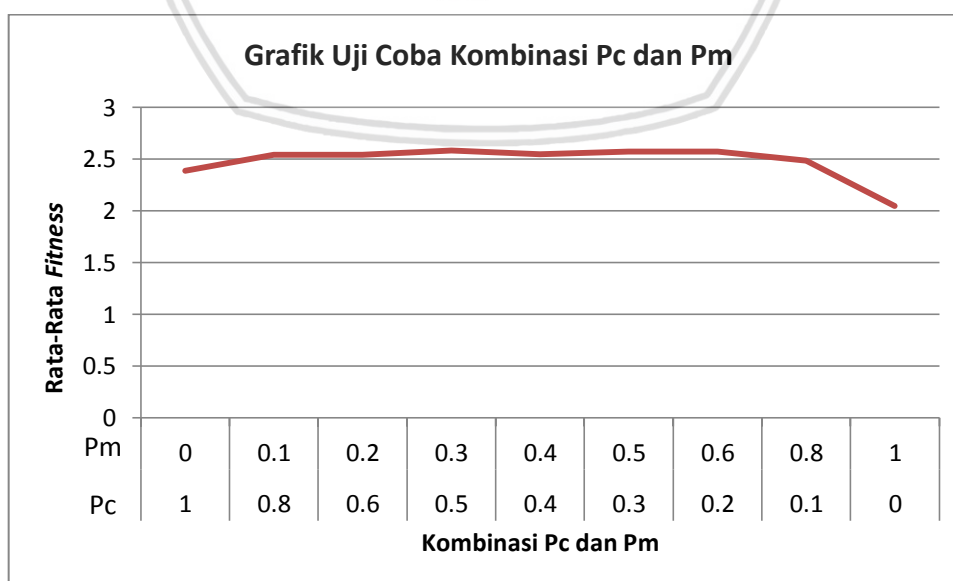 Grafik Uji Coba Kombinasi Pc dan Pm
Rata-Rata Fitness
3
2.5
2
1.5
1
0.5
0
Pm 0 0.1 0.2 0.3 0.4 0.5 0.6 0.8 1
Pc 1 0.8 0.6 0.5 0.4 0.3 0.2 0.1 0
Kombinasi Pc dan Pm